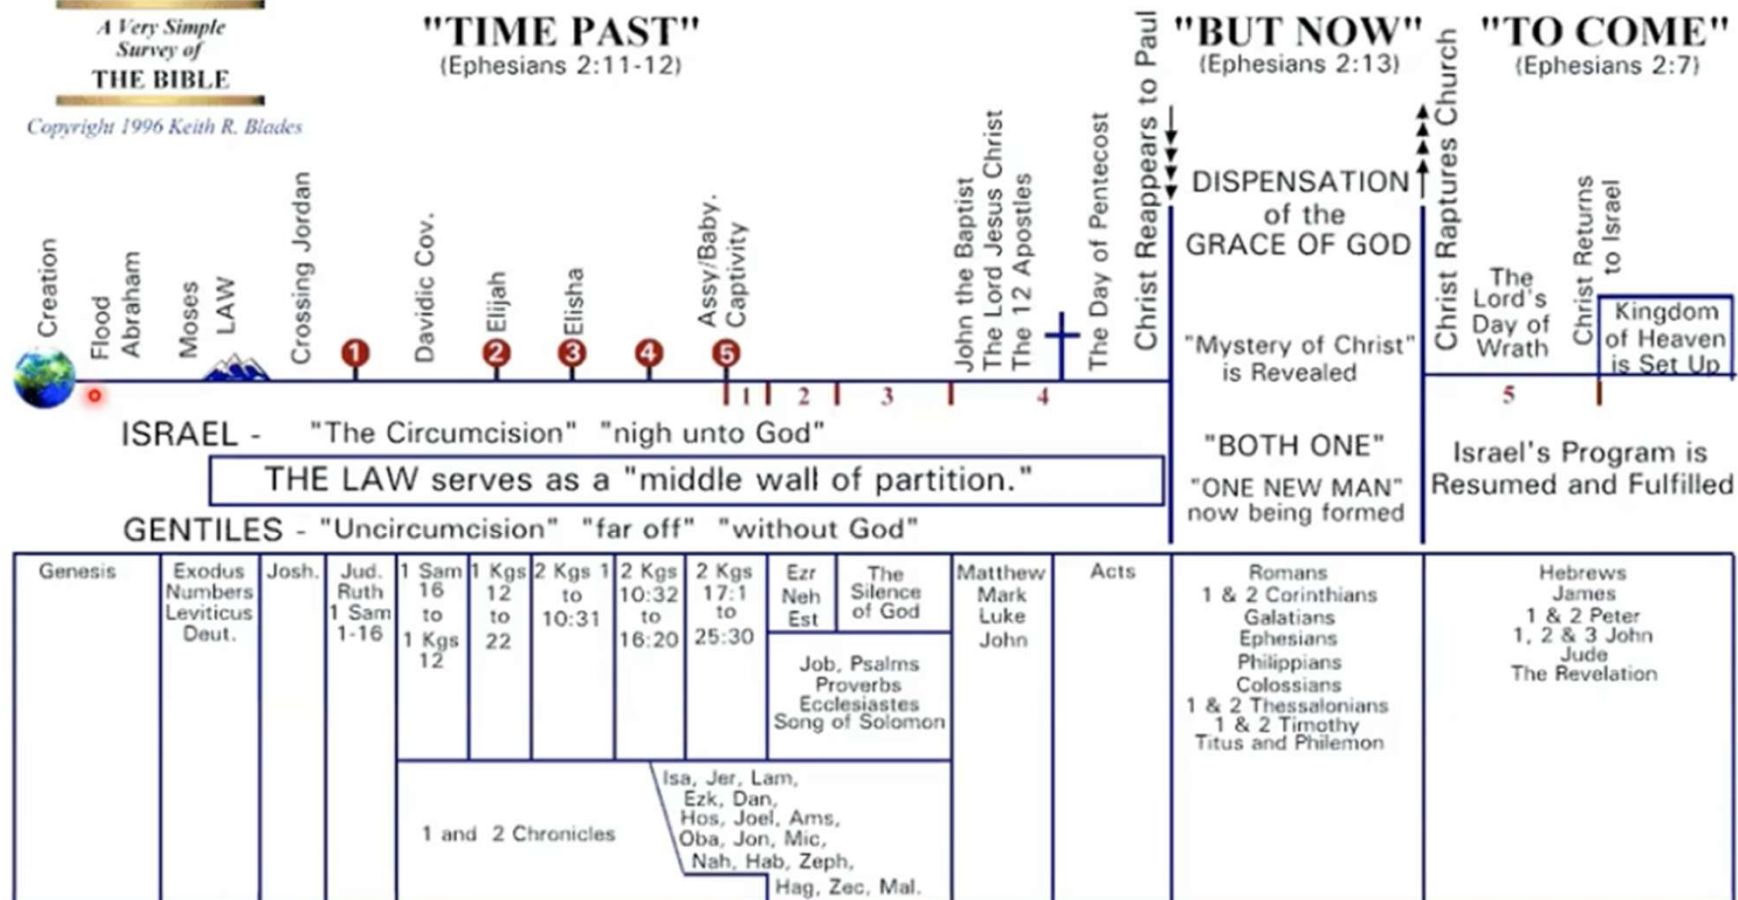 A Very Simple
Survey of
THE BIBLE
Copyright 1996 Keith R. Blades
"TIME PAST"
(Ephesians 2:11-12)
"BUT NOW"
(Ephesians 2:13)
"TO COME"
(Ephesians 2:7)
Creation
Flood
Abraham
Moses
LAW
Crossing Jordan
1
Davidic Cov.
2
Elijah
3
Elisha
4
Assy/Baby.
Captivity
5
John the Baptist
The Lord Jesus Christ
The 12 Apostles
The Day of Pentecost
Christ Reappears to Paul
DISPENSATION
of the
GRACE OF GOD
"Mystery of Christ"
is Revealed
Christ Raptures Church
The
Lord's
Day of
Wrath
Christ Returns
to Israel
Kingdom
of Heaven
is Set Up
1
2
3
4
5
ISRAEL - "The Circumcision" "nigh unto God"
THE LAW serves as a "middle wall of partition."
GENTILES - "Uncircumcision" "far off" "without God"
"BOTH ONE"
"ONE NEW MAN"
now being formed
Israel's Program is
Resumed and Fulfilled
Genesis
Exodus
Numbers
Leviticus
Deut.
Josh.
Jud.
Ruth
1 Sam
1-16
1 Sam
16
to
1 Kgs
12
1 Kgs
12
to
22
2 Kgs 1
to
10:31
2 Kgs
10:32
to
16:20
2 Kgs
17:1
to
25:30
Ezr
Neh
Est
The
Silence
of God
Job, Psalms
Proverbs
Ecclesiastes
Song of Solomon
1 and 2 Chronicles
Isa, Jer, Lam,
Ezk, Dan,
Hos, Joel, Ams,
Oba, Jon, Mic,
Nah, Hab, Zeph,
Hag, Zec, Mal.
Matthew
Mark
Luke
John
Acts
Romans
1 & 2 Corinthians
Galatians
Ephesians
Philippians
Colossians
1 & 2 Thessalonians
1 & 2 Timothy
Titus and Philemon
Hebrews
James
1 & 2 Peter
1, 2 & 3 John
Jude
The Revelation